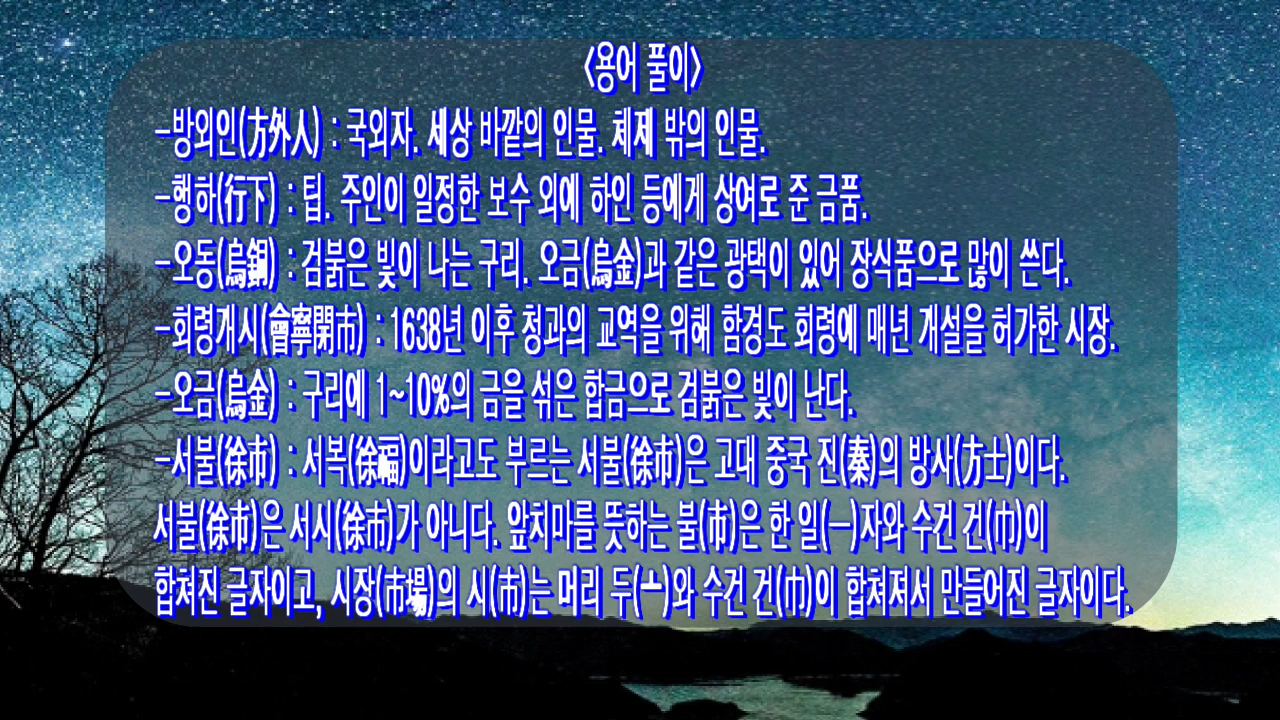 <용어 풀이>
-방외인(方外人) : 국외자. 세상 바깥의 인물. 체제 밖의 인물.
-행하(行下) : 팁. 주인이 일정한 보수 외에 하인 등에게 상여로 준 금품.
-오동(烏銅) : 검붉은 빛이 나는 구리. 오금(烏金)과 같은 광택이 있어 장식품으로 많이 쓴다.
-회령개시(會寧開市) : 1638년 이후 청과의 교역을 위해 함경도 회령에 매년 개설을 허가한 시장.
-오금(烏金) : 구리에 1~10%의 금을 섞은 합금으로 검붉은 빛이 난다.
-서불(徐巿) : 서복(徐福)이라고도 부르는 서불(徐巿)은 고대 중국 진(秦)의 방사(方士)이다.
서불(徐巿)은 서시(徐市)가 아니다. 앞치마를 뜻하는 불(巿)은 한 일(一)자와 수건 건(巾)이
합쳐진 글자이고, 시장(市場)의 시(市)는 머리 두(亠)와 수건 건(巾)이 합쳐져서 만들어진 글자이다.